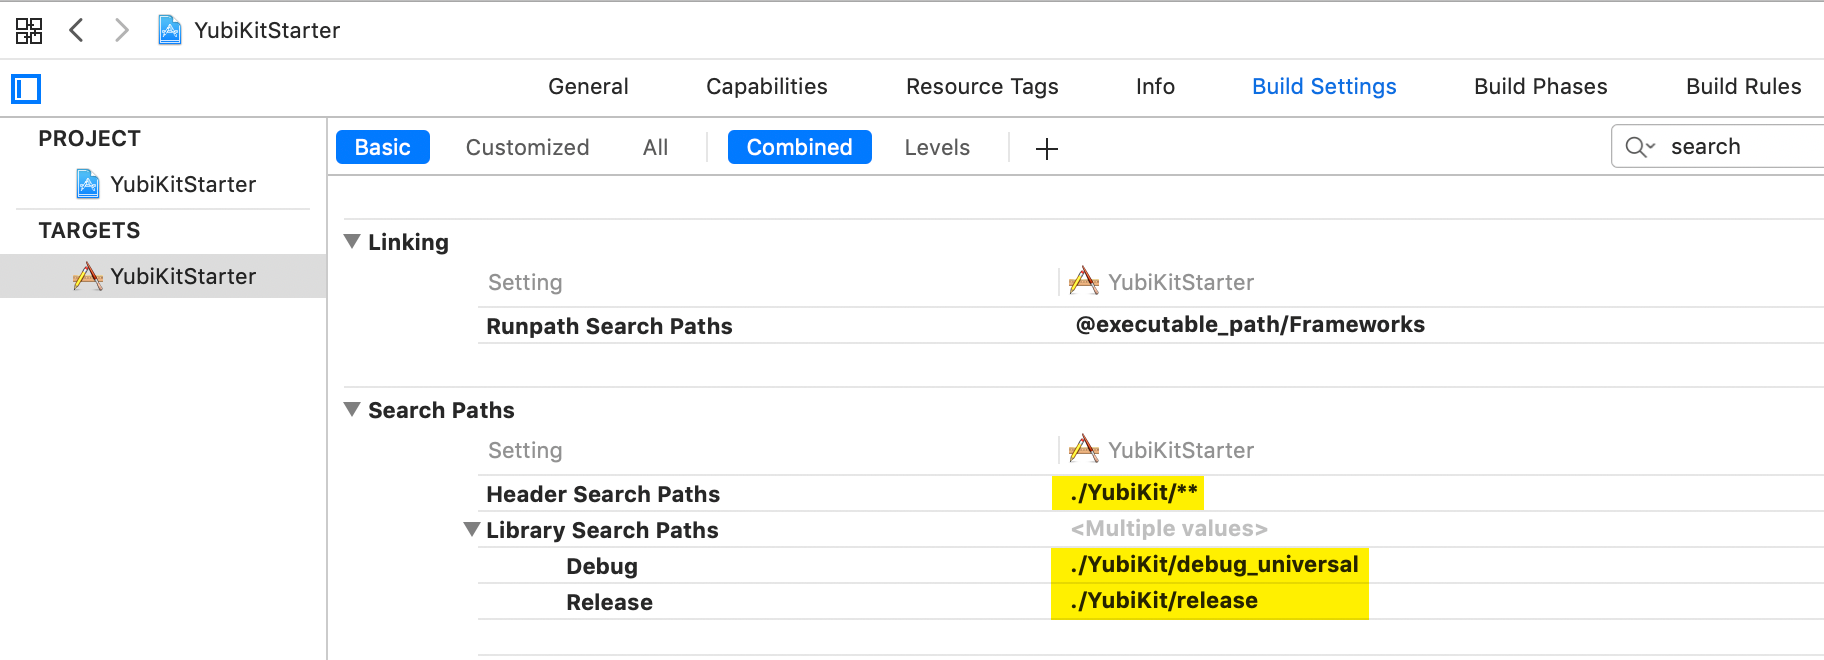 YubiKitStarter
General Capabilities Resource Tags Info Build Settings Build Phases Build Rules
PROJECT
YubiKitStarter
TARGETS
YubiKitStarter
Basic Customized All Combined Levels search
Linking
Setting YubiKitStarter
Runpath Search Paths @executable_path/Frameworks
Search Paths
Setting YubiKitStarter
Header Search Paths ./YubiKit/**
Library Search Paths <Multiple values>
Debug ./YubiKit/debug_universal
Release ./YubiKit/release